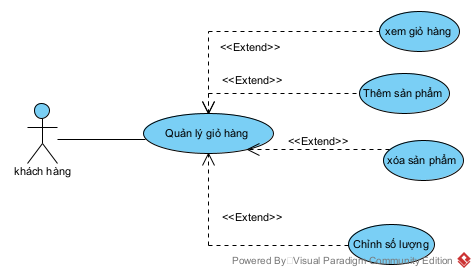 xem giỏ hàng
<<Extend>>
<<Extend>>
Thêm sản phẩm
Quản lý giỏ hàng
<<Extend>>
xóa sản phẩm
khách hàng
<<Extend>>
Chỉnh số lượng
Powered By Visual Paradigm Community Edition